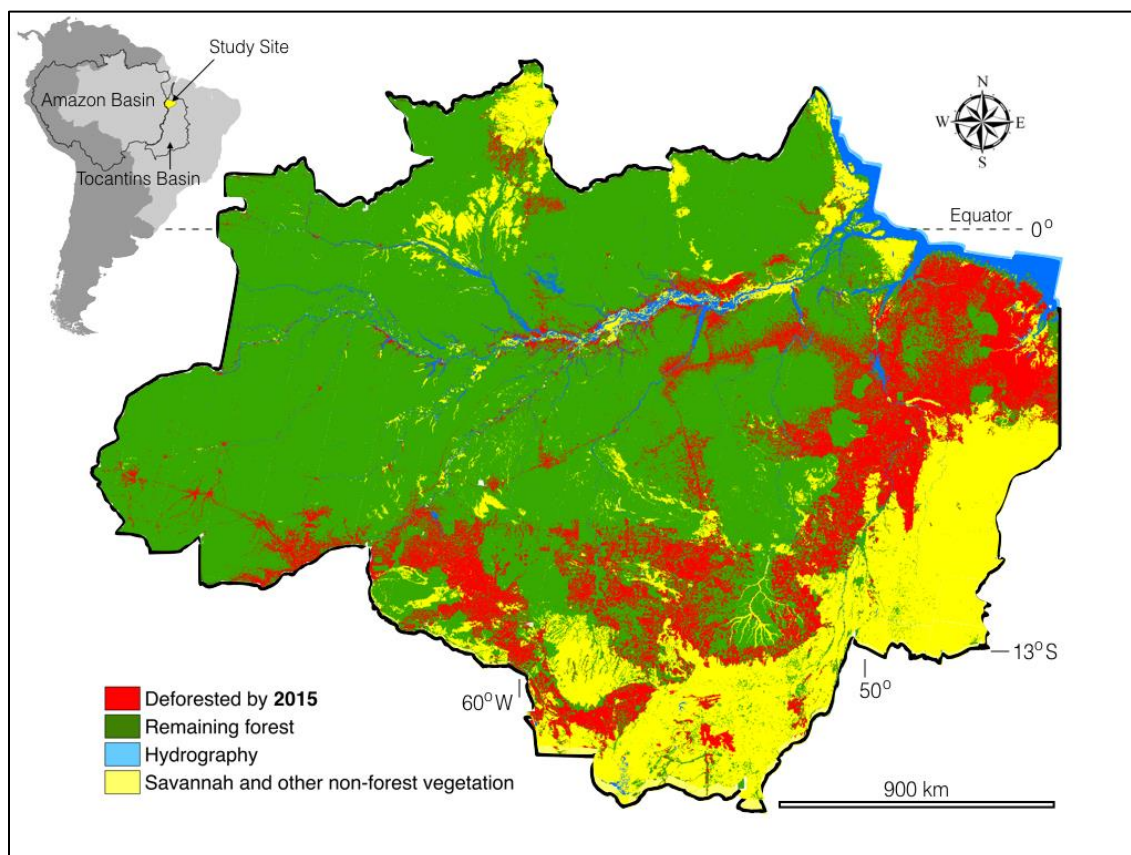 Study Site
Amazon Basin
Tocantins Basin
N
W E
S
Equator
0°
13°S
50°
60°W
Deforested by 2015
Remaining forest
Hydrography
Savannah and other non-forest vegetation
900 km